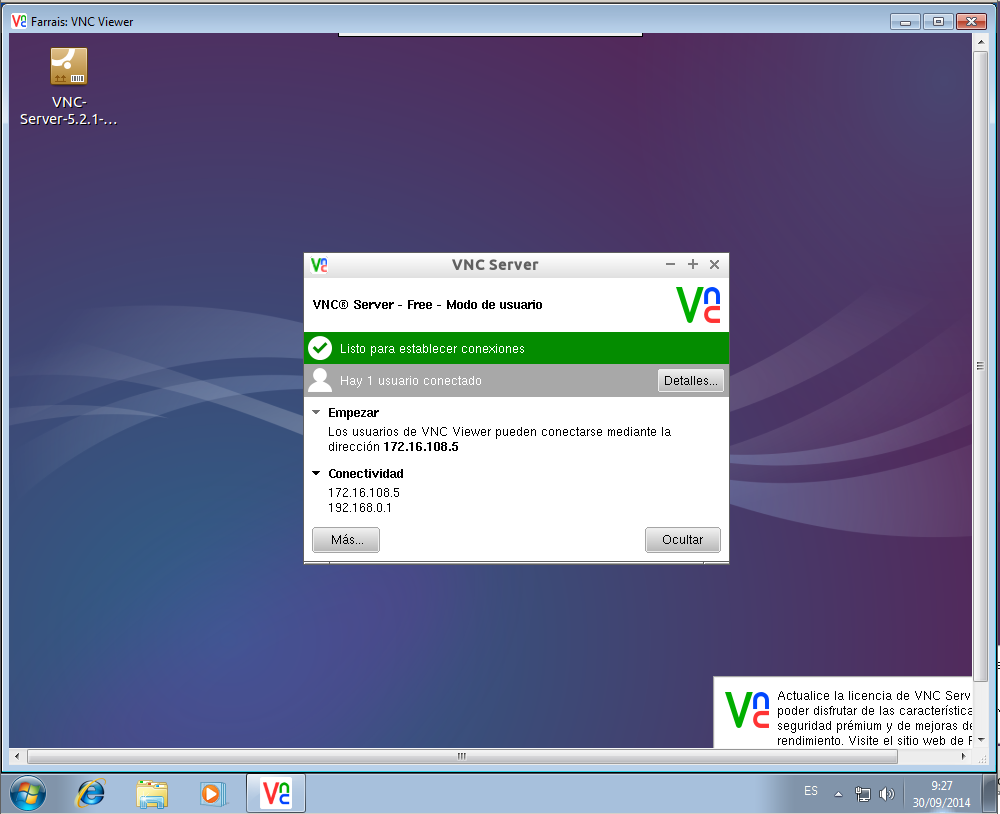 Farrais: VNC Viewer
VNC-
Server-5.2.1-...
VNC Server
VNC® Server - Free - Modo de usuario
Listo para establecer conexiones
Hay 1 usuario conectado
Detalles...
Empezar
Los usuarios de VNC Viewer pueden conectarse mediante la
dirección 172.16.108.5
Conectividad
172.16.108.5
192.168.0.1
Más...
Ocultar
Actualice la licencia de VNC Serv
poder disfrutar de las característica
seguridad prémium y de mejoras de
rendimiento. Visite el sitio web de
ES
9:27
30/09/2014